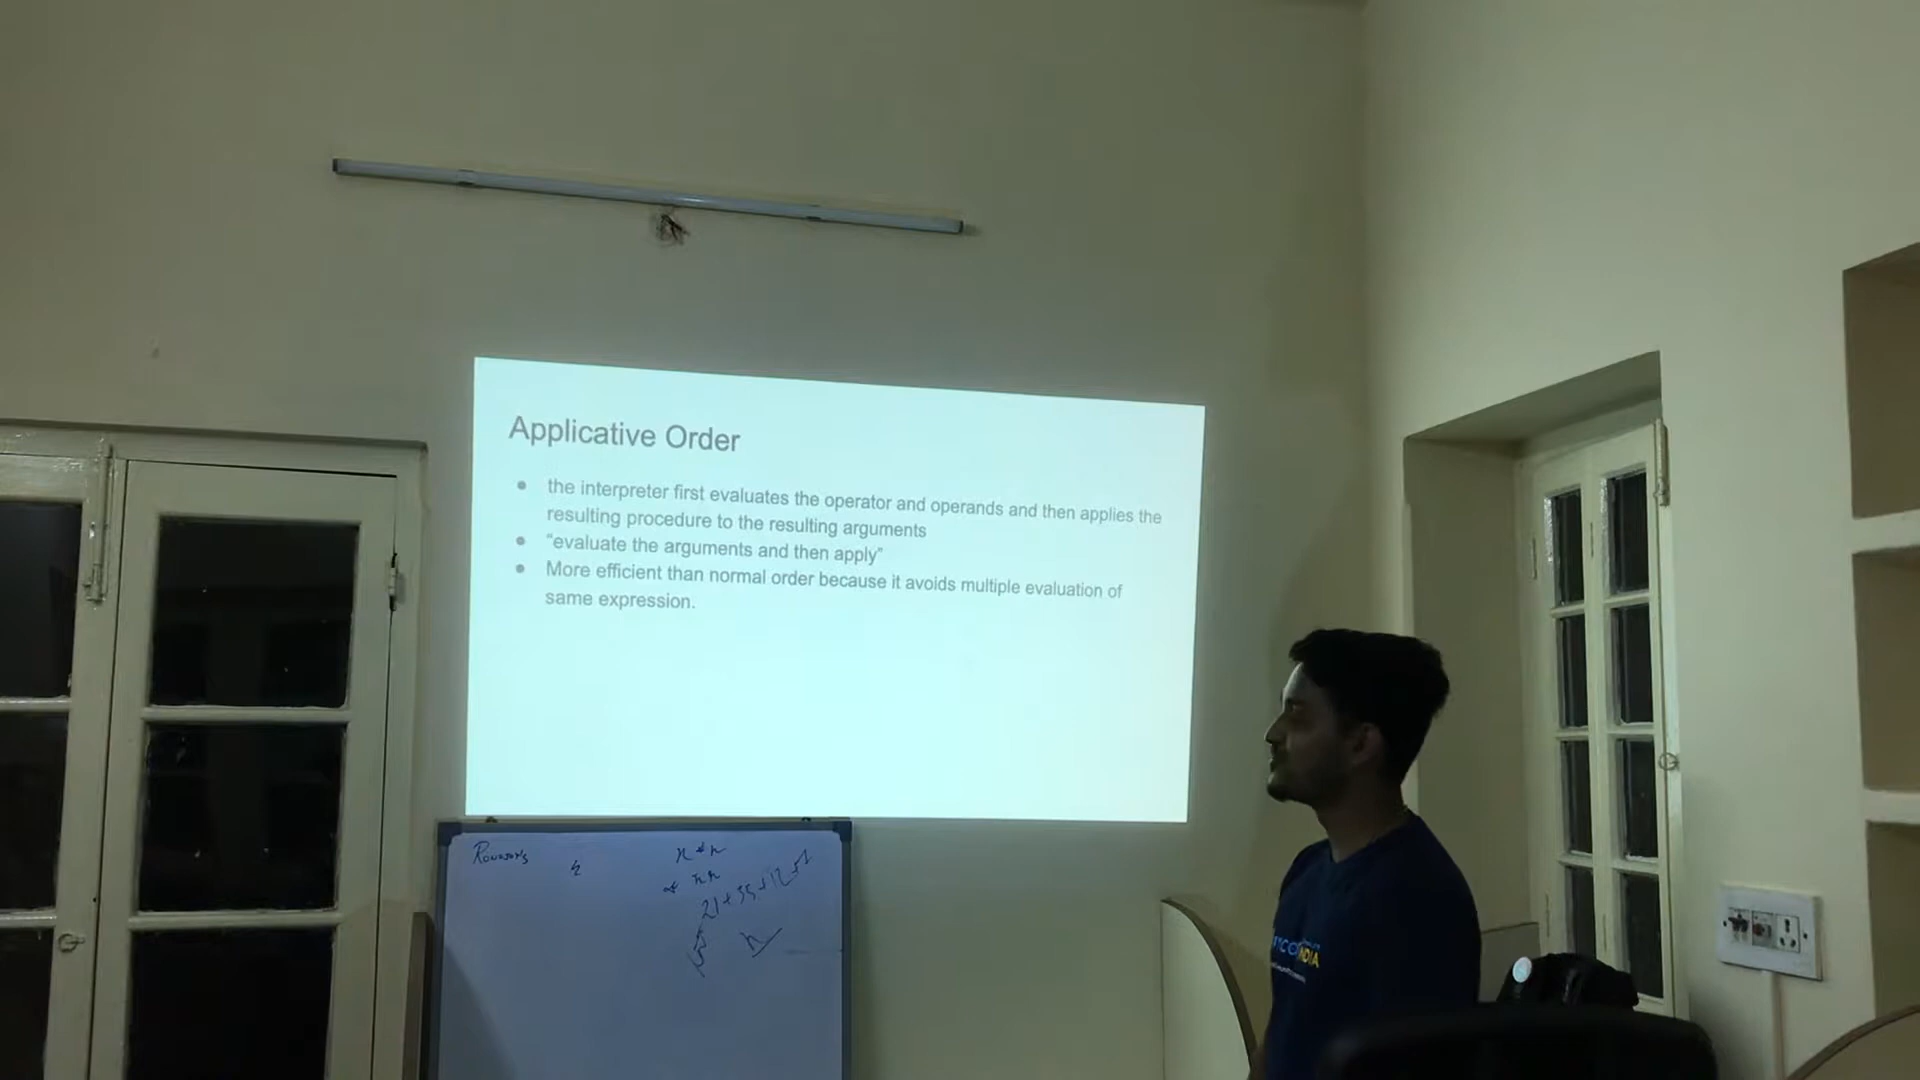 Applicative Order
● the interpreter first evaluates the operator and operands and then applies the
resulting procedure to the resulting arguments
● “evaluate the arguments and then apply”
● More efficient than normal order because it avoids multiple evaluation of
same expression.